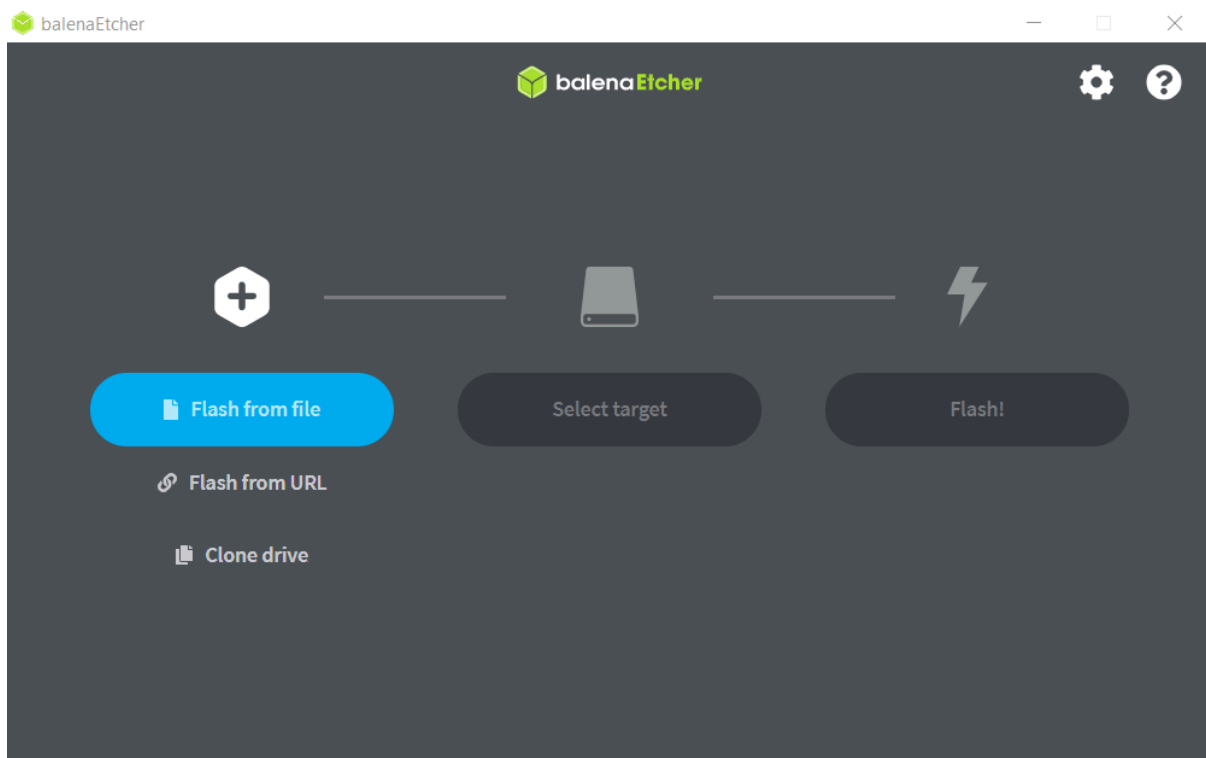 balenaEtcher
balenaEtcher
Flash from file
Select target
Flash!
Flash from URL
Clone drive